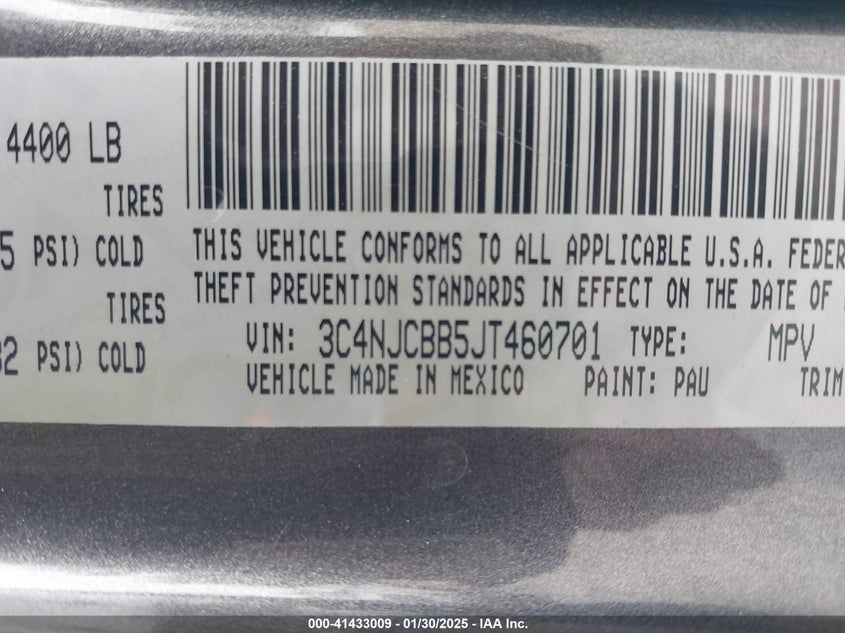 4400 LB
TIRES
5 PSI) COLD
TIRES
32 PSI) COLD
THIS VEHICLE CONFORMS TO ALL APPLICABLE U.S.A. FEDER
THEFT PREVENTION STANDARDS IN EFFECT ON THE DATE OF
VIN: 3C4NJCBB5JT460701 TYPE: MPV
VEHICLE MADE IN MEXICO PAINT: PAU TRIM
000-41433009 - 01/30/2025 - IAA Inc.